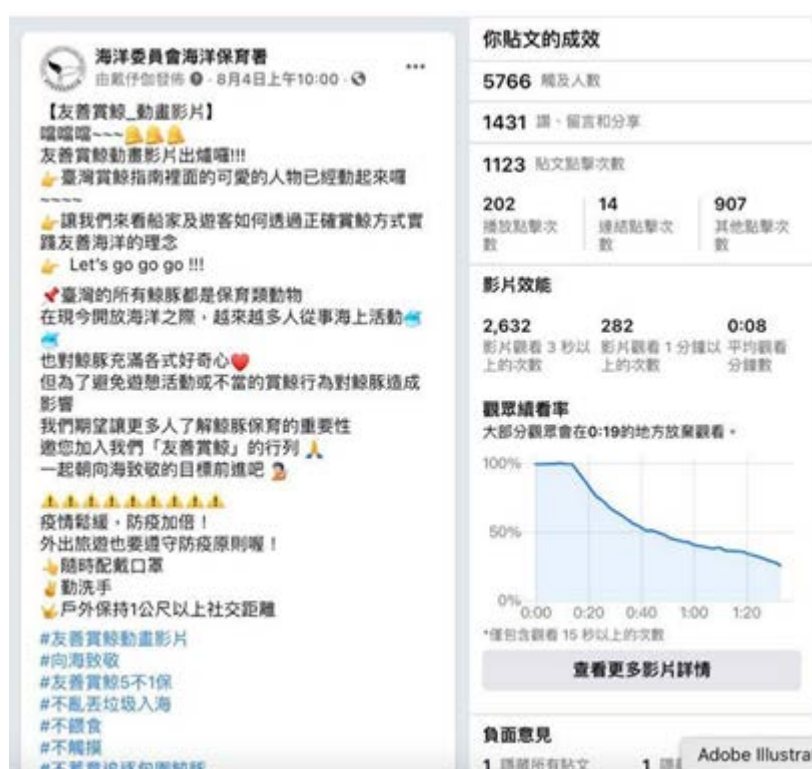 海洋委員會海洋保育署
由戴伃伽發佈 · 8月4日上午10:00 ·
【友善賞鯨_動畫影片】
噹噹噹~~~🔔🔔🔔
友善賞鯨動畫影片出爐囉!!!
👉臺灣賞鯨指南裡面的可愛的人物已經動起來囉
~~~~
👉讓我們來看船家及遊客如何透過正確賞鯨方式實
踐友善海洋的理念
👉 Let's go go go !!!
📌臺灣的所有鯨豚都是保育類動物
在現今開放海洋之際，越來越多人從事海上活動🐳
🐳
也對鯨豚充滿各式好奇心❤️
但為了避免遊憩活動或不當的賞鯨行為對鯨豚造成
影響
我們期望讓更多人了解鯨豚保育的重要性
邀您加入我們「友善賞鯨」的行列🙏
一起朝向海致敬的目標前進吧
⚠️⚠️⚠️⚠️⚠️⚠️⚠️⚠️⚠️
疫情鬆緩，防疫加倍！
外出旅遊也要遵守防疫原則喔！
隨時配戴口罩
勤洗手
戶外保持1公尺以上社交距離
#友善賞鯨動畫影片
#向海致敬
#友善賞鯨5不1保
#不亂丟垃圾入海
#不餵食
#不觸摸
#不蓄意追逐包圍鯨豚
你貼文的成效
5766 觸及人數
1431 讚、留言和分享
1123 貼文點擊次數
202 14 907
播放點擊次 連結點擊次 其他點擊次
數 數 數
影片效能
2,632 282 0:08
影片觀看 3 秒以 影片觀看 1 分鐘以 平均觀看
上的次數 上的次數 分鐘數
觀眾續看率
大部分觀眾會在0:19的地方放棄觀看。
100%
50%
0%
0:00 0:20 0:40 1:00 1:20
*僅包含觀看 15 秒以上的次數
查看更多影片詳情
負面意見
1 隱藏所有貼文 1
Adobe Illustra